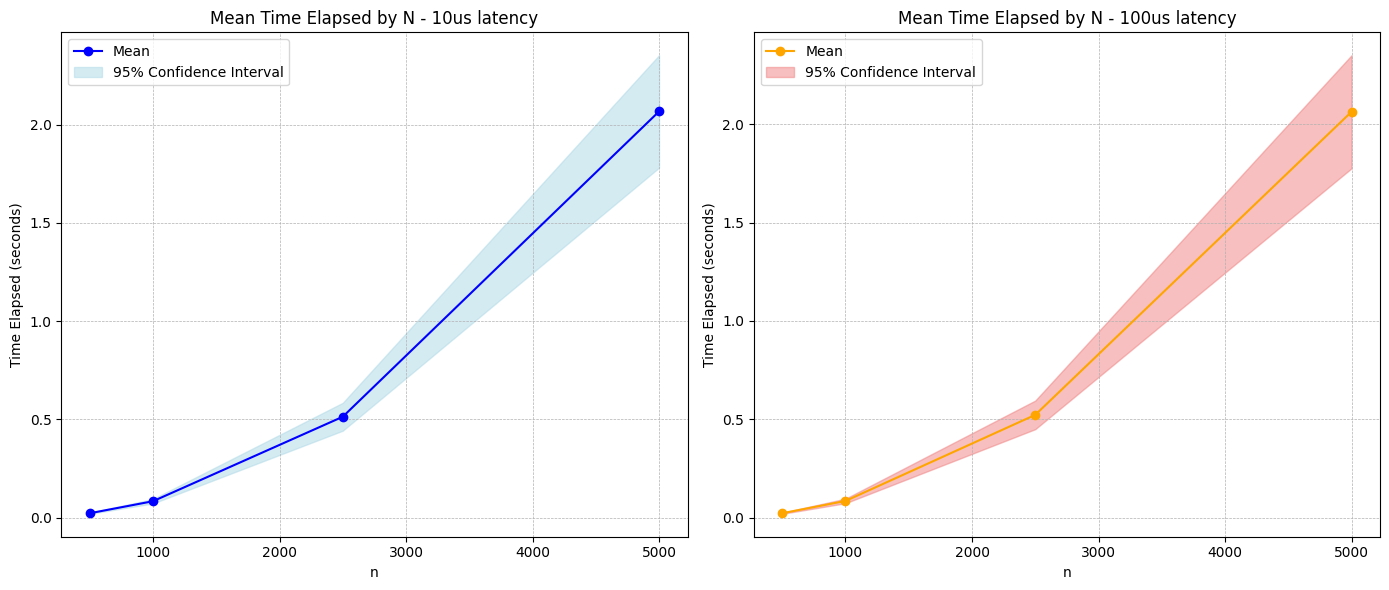 Mean Time Elapsed by N - 10us latency
Mean
95% Confidence Interval
Time Elapsed (seconds)
2.0
1.5
1.0
0.5
0.0
1000 2000 3000 4000 5000
n
Mean Time Elapsed by N - 100us latency
Mean
95% Confidence Interval
Time Elapsed (seconds)
2.0
1.5
1.0
0.5
0.0
1000 2000 3000 4000 5000
n